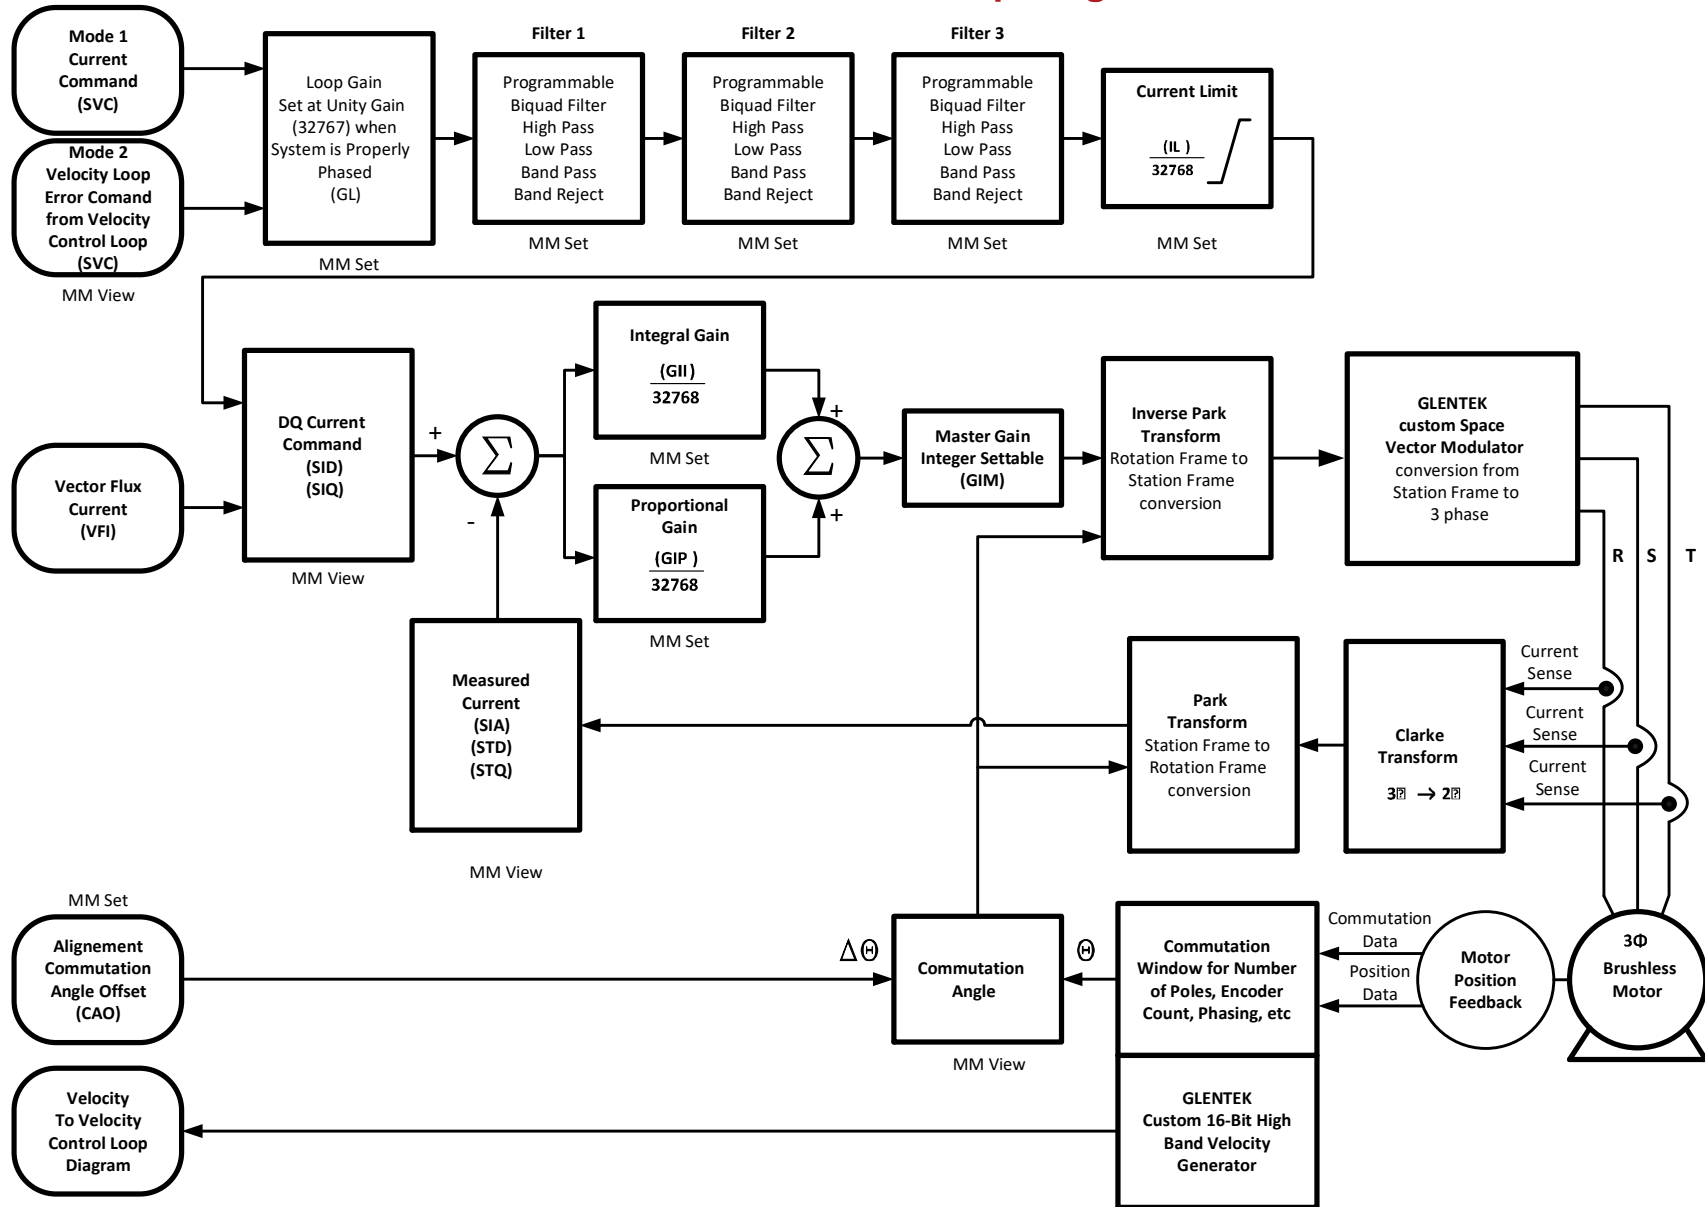 Mode 1
Current
Command
(SVC)
Mode 2
Velocity Loop
Error Comand
from Velocity
Control Loop
(SVC)
MM View
Loop Gain
Set at Unity Gain
(32767) when
System is Properly
Phased
(GL)
MM Set
Filter 1
Programmable
Biquad Filter
High Pass
Low Pass
Band Pass
Band Reject
MM Set
Filter 2
Programmable
Biquad Filter
High Pass
Low Pass
Band Pass
Band Reject
MM Set
Filter 3
Programmable
Biquad Filter
High Pass
Low Pass
Band Pass
Band Reject
MM Set
Current Limit
(IL )
32768
MM Set
Vector Flux
Current
(VFI)
DQ Current
Command
(SID)
(SIQ)
MM View
+
Σ
-
Integral Gain
(GII)
32768
MM Set
Proportional
Gain
(GIP )
32768
MM Set
+
Σ
+
Master Gain
Integer Settable
(GIM)
Inverse Park
Transform
Rotation Frame to
Station Frame
conversion
GLENTEK
custom Space
Vector Modulator
conversion from
Station Frame to
3 phase
R S T
Measured
Current
(SIA)
(STD)
(STQ)
MM View
Park
Transform
Station Frame to
Rotation Frame
conversion
Clarke
Transform
3⍰ → 2⍰
Current
Sense
Current
Sense
Current
Sense
MM Set
Alignement
Commutation
Angle Offset
(CAO)
ΔΘ
Commutation
Angle
MM View
Θ
Commutation
Window for Number
of Poles, Encoder
Count, Phasing, etc
Commutation
Data
Position
Data
Motor
Position
Feedback
3Φ
Brushless
Motor
Velocity
To Velocity
Control Loop
Diagram
GLENTEK
Custom 16-Bit High
Band Velocity
Generator